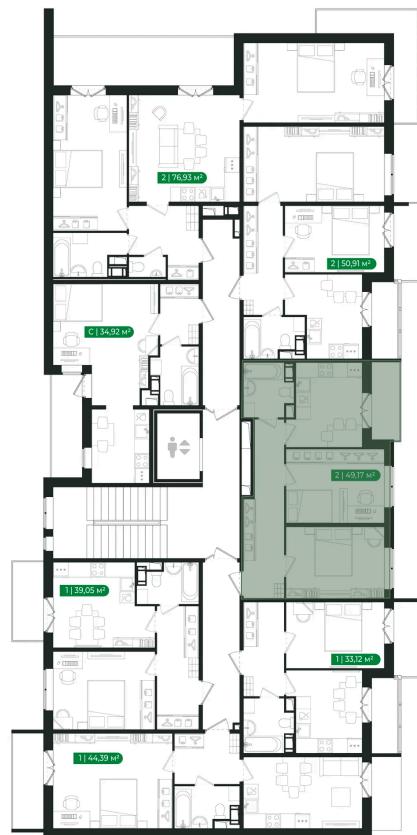 2 | 76,93 м²
2 | 50,91 м²
С | 34,92 м²
2 | 49,17 м²
1 | 39,05 м²
1 | 33,12 м²
1 | 44,39 м²